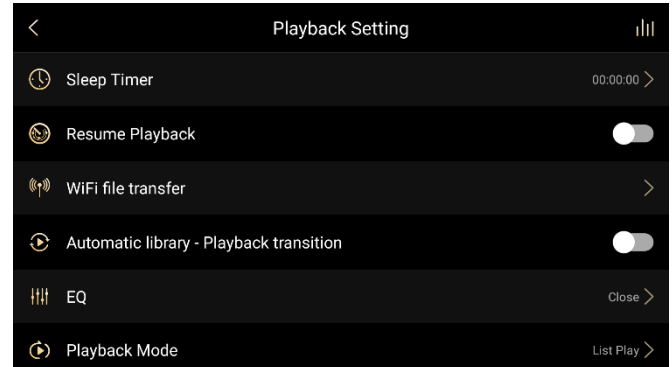 Playback Setting
Sleep Timer 00:00:00
Resume Playback
WiFi file transfer
Automatic library - Playback transition
EQ Close
Playback Mode List Play